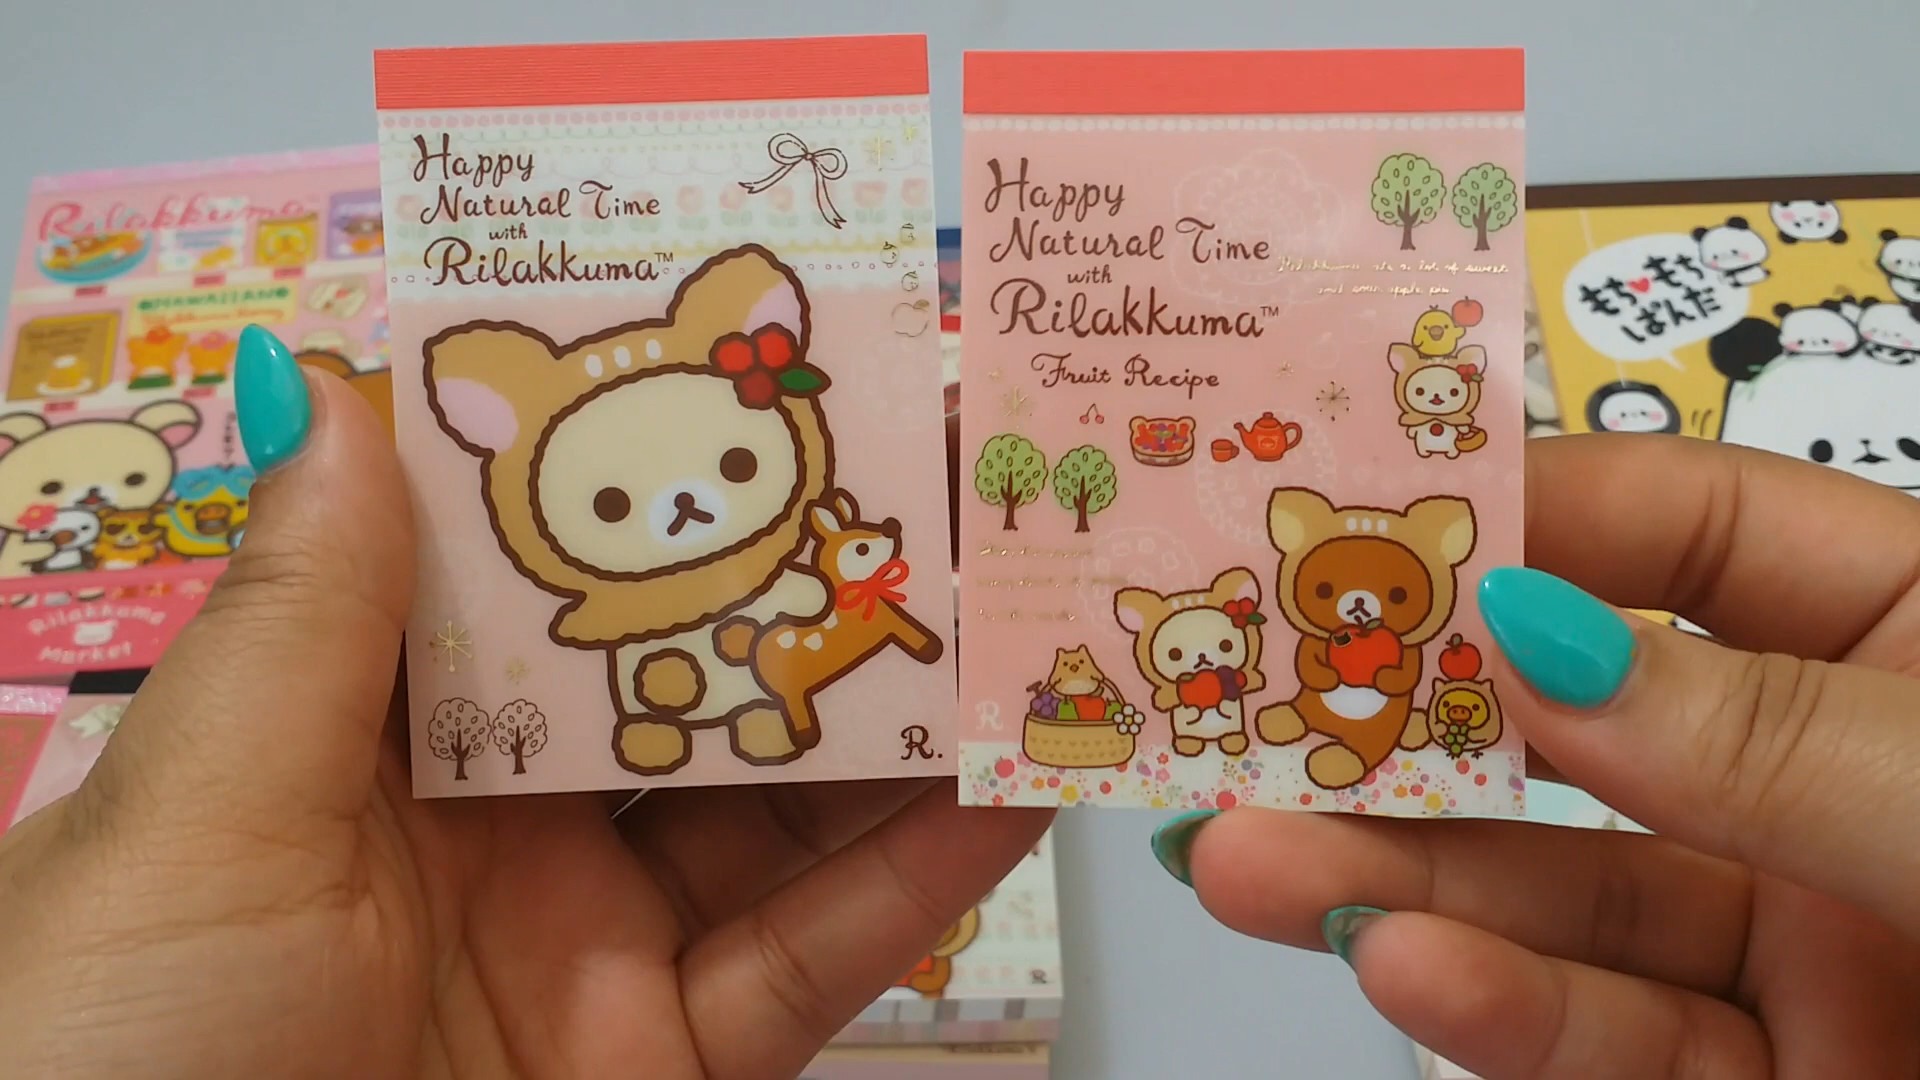 Happy
Natural Time
with
Rilakkuma™
R.
Happy
Natural Time
with
Rilakkuma™
Fruit Recipe
R
Rilakkuma
HAWAIIAN
Rilakkuma
Market
もち♥もち
ぱんだ